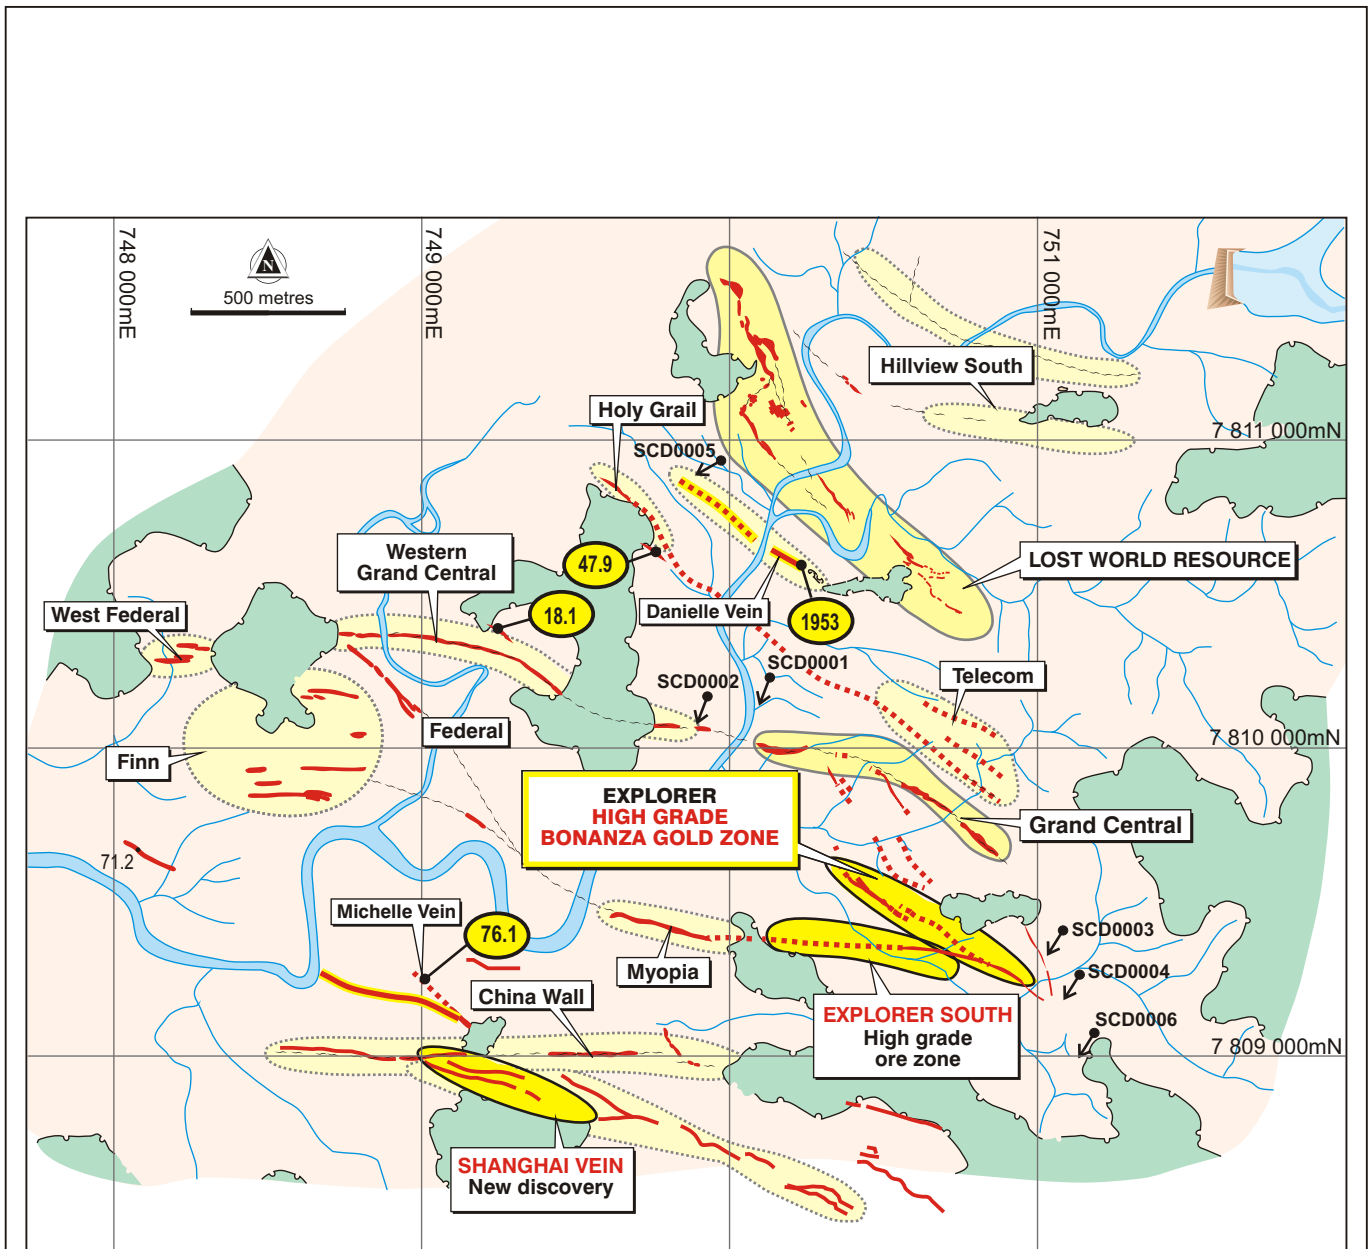 748 000mE
749 000mE
751 000mE
N
500 metres
Hillview South
Holy Grail
7 811 000mN
SCD0005
Western
Grand Central
47.9
LOST WORLD RESOURCE
West Federal
18.1
Danielle Vein
1953
SCD0001
SCD0002
Telecom
Federal
Finn
7 810 000mN
EXPLORER
HIGH GRADE
BONANZA GOLD ZONE
Grand Central
71.2
Michelle Vein
76.1
SCD0003
Myopia
SCD0004
China Wall
EXPLORER SOUTH
High grade
ore zone
SCD0006
7 809 000mN
SHANGHAI VEIN
New discovery